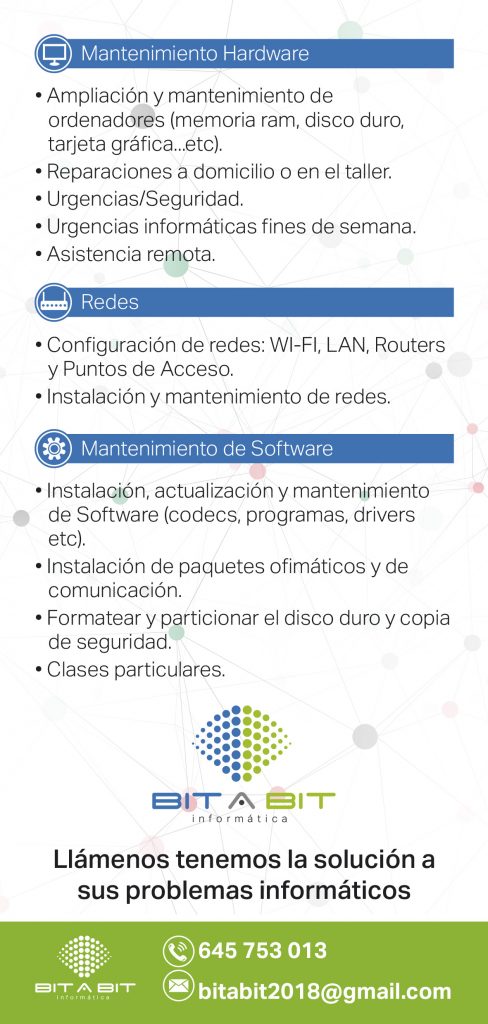 Mantenimiento Hardware
• Ampliación y mantenimiento de
ordenadores (memoria ram, disco duro,
tarjeta gráfica...etc).
• Reparaciones a domicilio o en el taller.
• Urgencias/Seguridad.
• Urgencias informáticas fines de semana.
• Asistencia remota.
Redes
• Configuración de redes: WI-FI, LAN, Routers
y Puntos de Acceso.
• Instalación y mantenimiento de redes.
Mantenimiento de Software
• Instalación, actualización y mantenimiento
de Software (codecs, programas, drivers
etc).
• Instalación de paquetes ofimáticos y de
comunicación.
• Formatear y particionar el disco duro y copia
de seguridad.
• Clases particulares.
BIT A BIT
informática
Llámenos tenemos la solución a
sus problemas informáticos
645 753 013
BIT A BIT
informática
bitabit2018@gmail.com